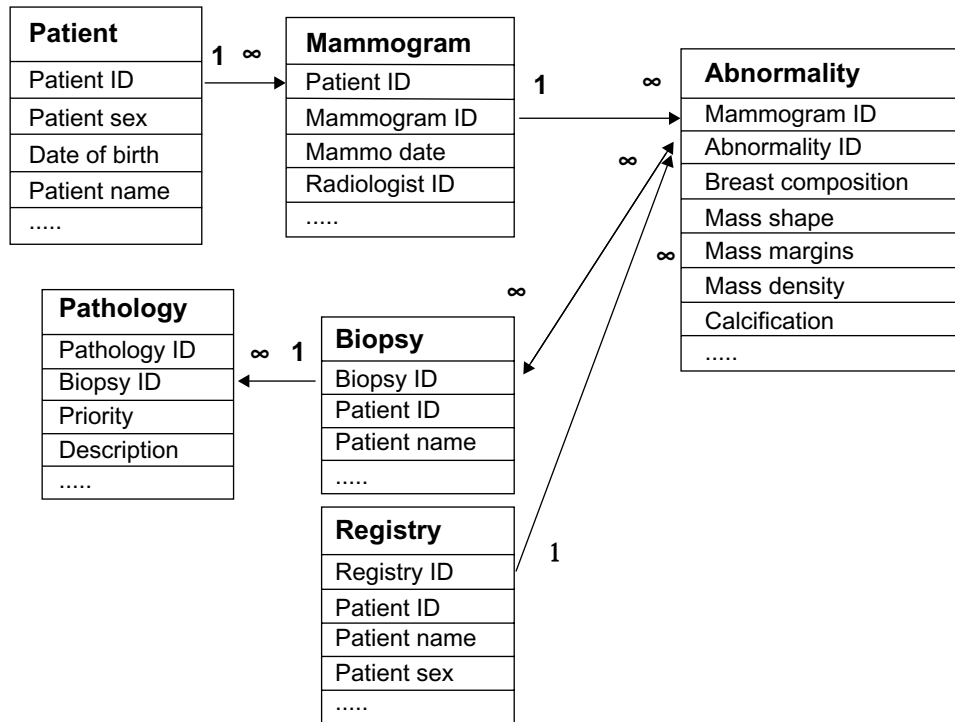 Patient
Patient ID
Patient sex
Date of birth
Patient name
.....
1 ∞
Mammogram
Patient ID
Mammogram ID
Mammo date
Radiologist ID
.....
1 ∞
Abnormality
Mammogram ID
Abnormality ID
Breast composition
Mass shape
Mass margins
Mass density
Calcification
.....
∞
∞
∞
Pathology
Pathology ID
Biopsy ID
Priority
Description
.....
∞ 1
Biopsy
Biopsy ID
Patient ID
Patient name
.....
Registry
Registry ID
Patient ID
Patient name
Patient sex
.....
1